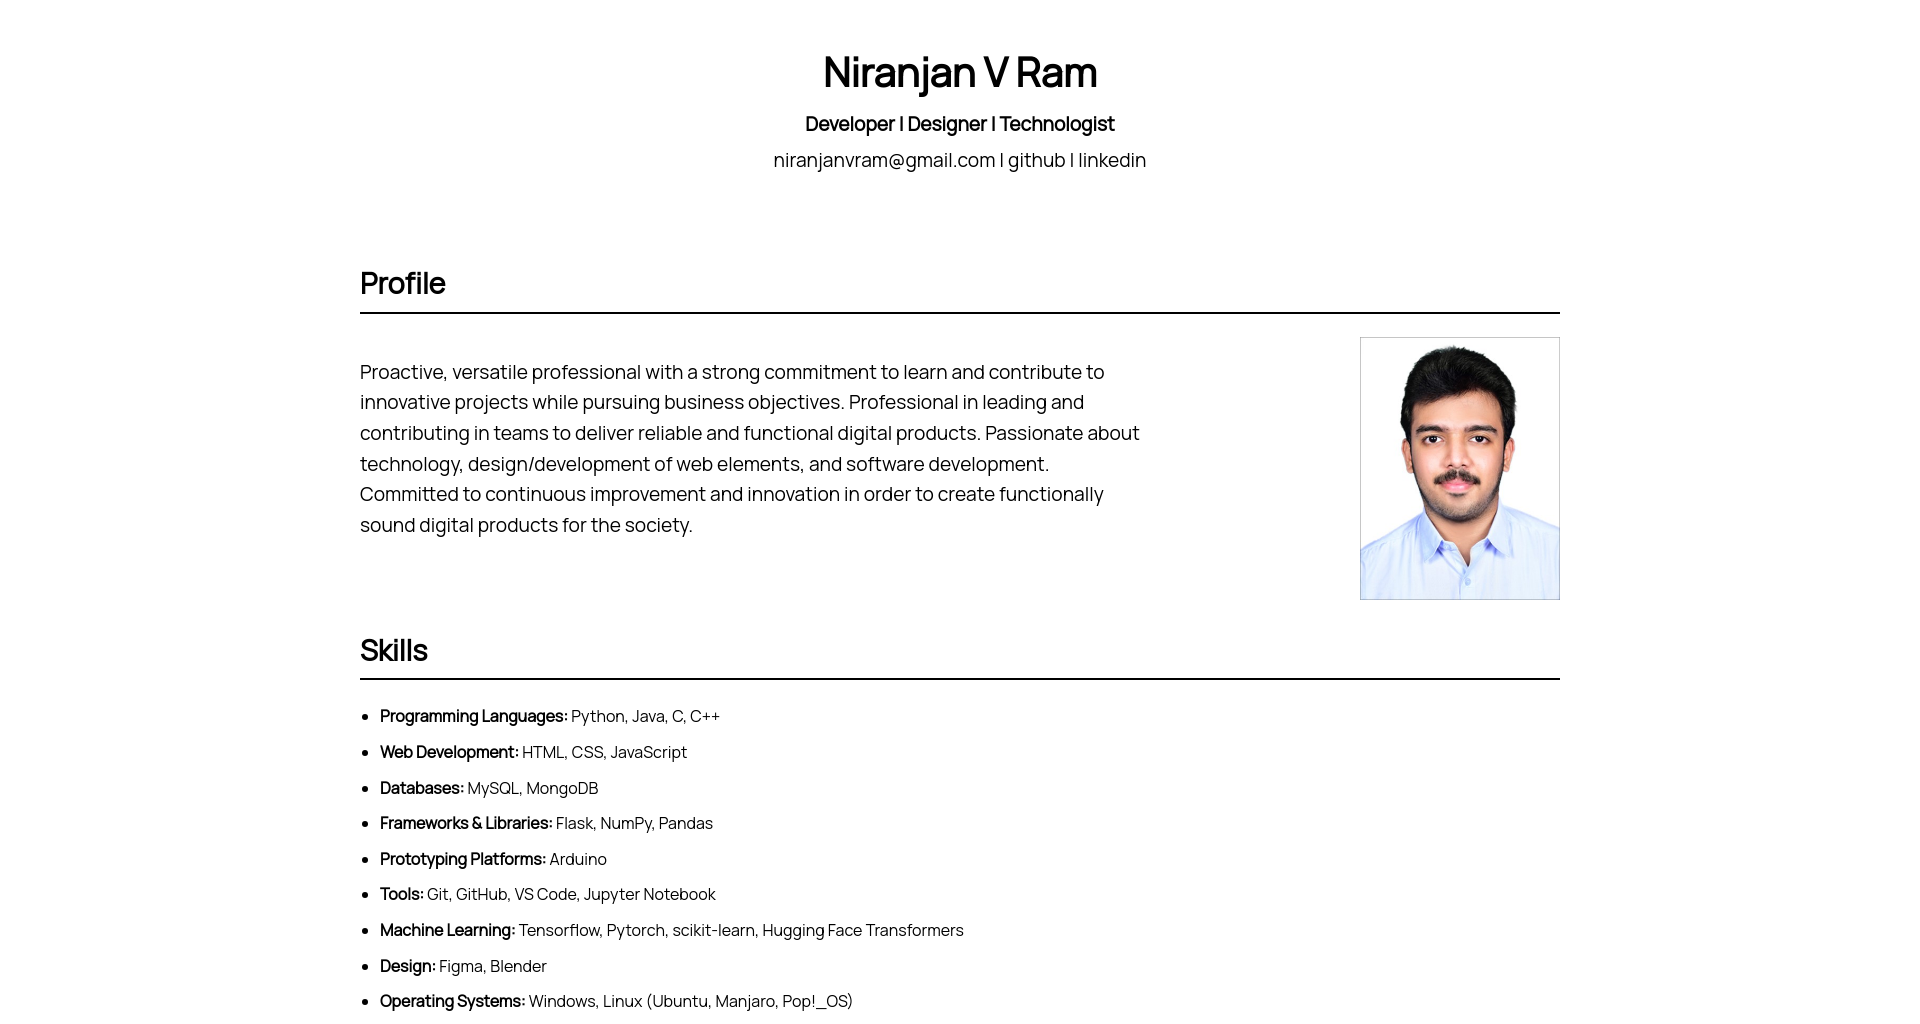 Niranjan V Ram
Developer | Designer | Technologist
niranjanvram@gmail.com | github | linkedin
Profile
Proactive, versatile professional with a strong commitment to learn and contribute to
innovative projects while pursuing business objectives. Professional in leading and
contributing in teams to deliver reliable and functional digital products. Passionate about
technology, design/development of web elements, and software development.
Committed to continuous improvement and innovation in order to create functionally
sound digital products for the society.
Skills
• Programming Languages: Python, Java, C, C++
• Web Development: HTML, CSS, JavaScript
• Databases: MySQL, MongoDB
• Frameworks & Libraries: Flask, NumPy, Pandas
• Prototyping Platforms: Arduino
• Tools: Git, GitHub, VS Code, Jupyter Notebook
• Machine Learning: Tensorflow, Pytorch, scikit-learn, Hugging Face Transformers
• Design: Figma, Blender
• Operating Systems: Windows, Linux (Ubuntu, Manjaro, Pop!_OS)